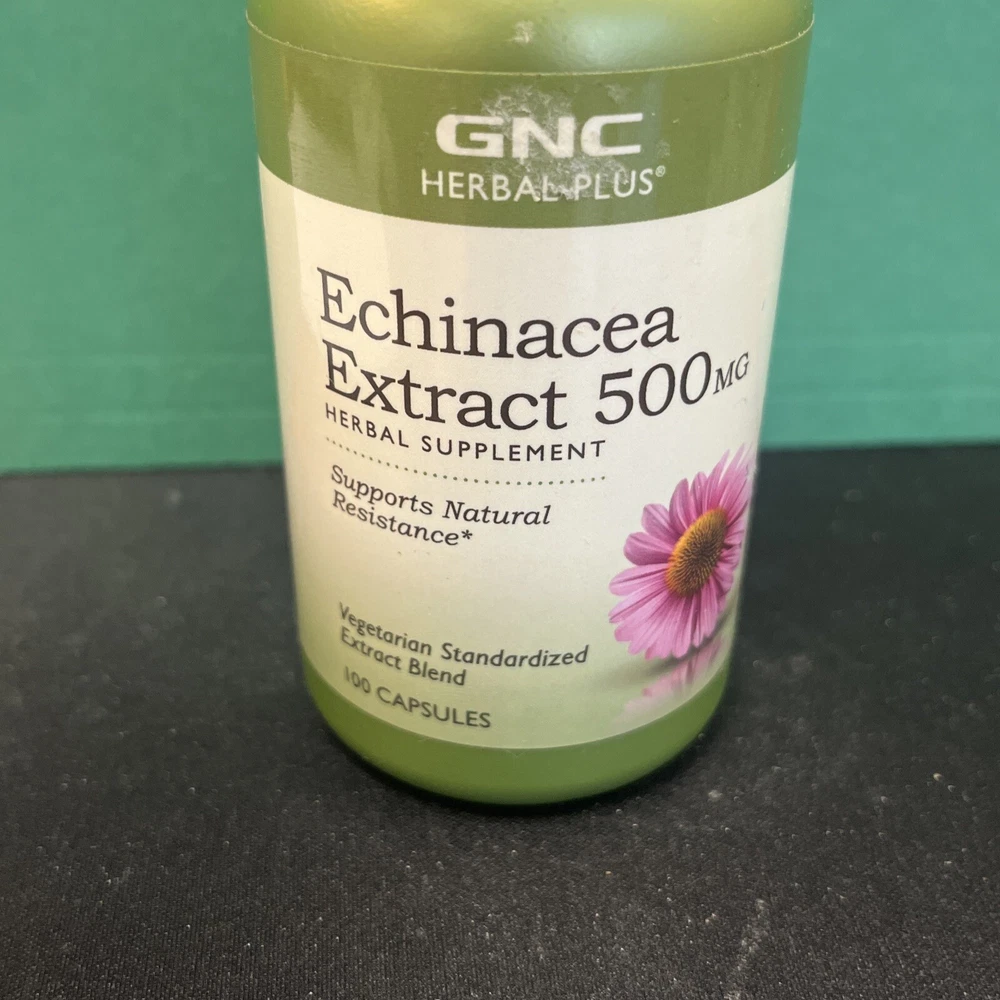 GNC
HERBAL PLUS®
Echinacea
Extract 500MG
HERBAL SUPPLEMENT
Supports Natural
Resistance*
Vegetarian Standardized
Extract Blend
100 CAPSULES